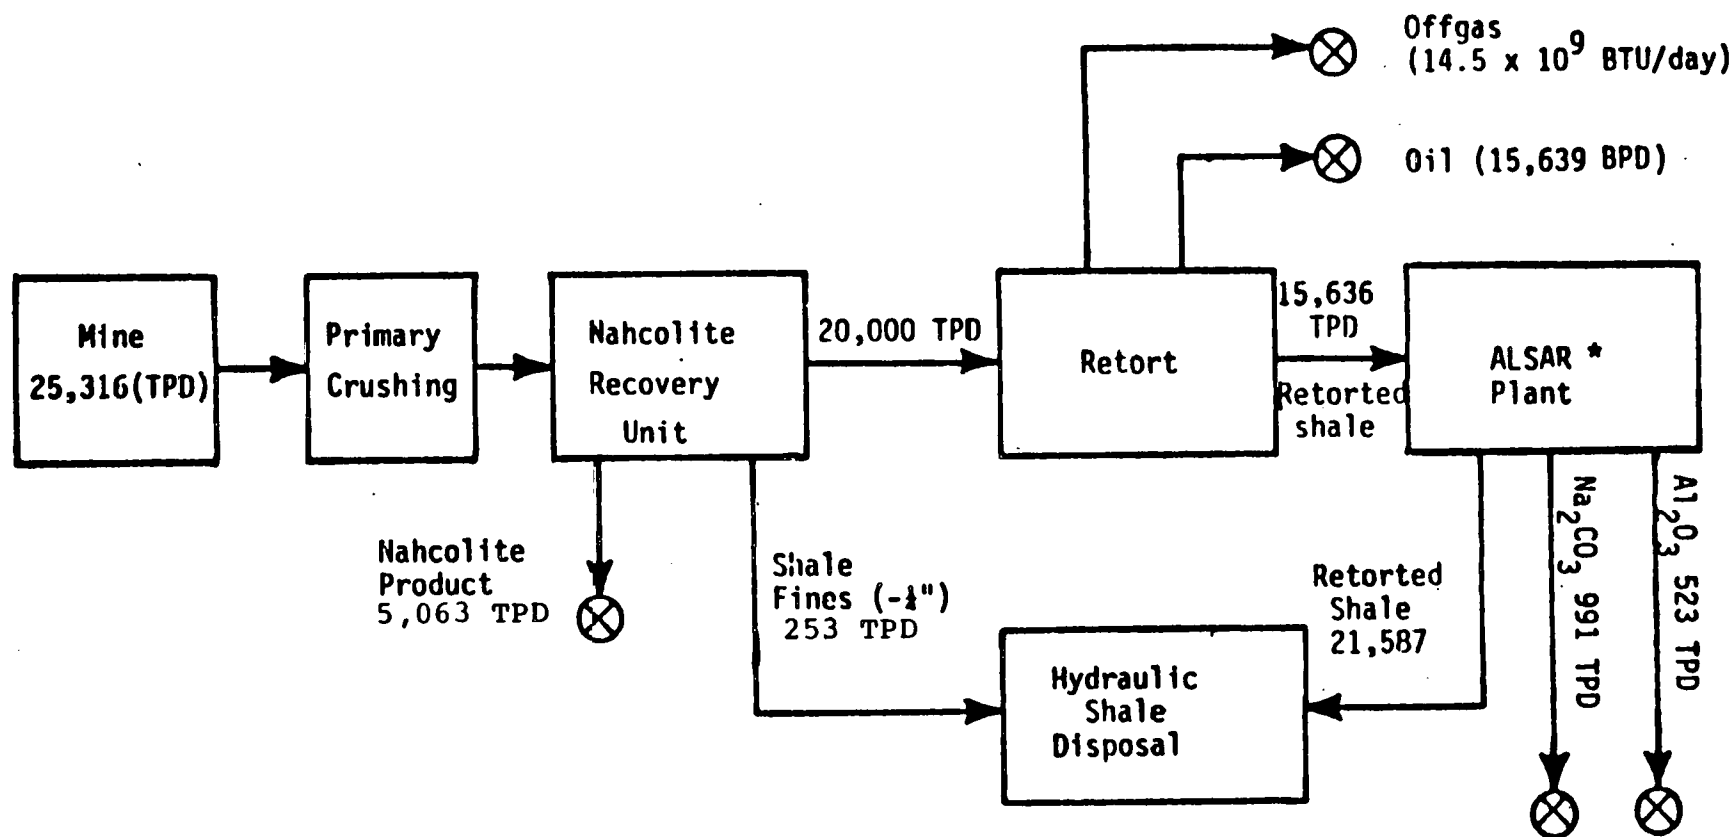 Offgas
(14.5 x 10^9 BTU/day)
Oil (15,639 BPD)
Mine
25,316(TPD)
Primary
Crushing
Nahcolite
Recovery
Unit
20,000 TPD
Retort
15,636
TPD
Retorted
shale
ALSAR *
Plant
Nahcolite
Product
5,063 TPD
Shale
Fines (-¼")
253 TPD
Hydraulic
Shale
Disposal
Retorted
Shale
21,587
Na2CO3 991 TPD
Al2O3 523 TPD